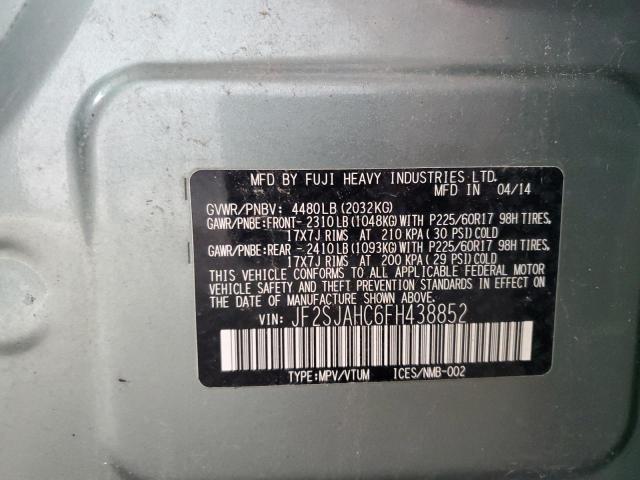 MFD BY FUJI HEAVY INDUSTRIES LTD.
MFD IN 04/14
GVWR/PNBV: 4480LB(2032KG)
GAWR/PNBE:FRONT-2310LB(1048KG)WITH P225/60R17 98H TIRES,
17X7J RIMS AT 210 KPA (30 PSI)COLD
GAWR/PNBE:REAR -2410LB(1093KG)WITH P225/60R17 98H TIRES,
17X7J RIMS AT 200 KPA (29 PSI)COLD
THIS VEHICLE CONFORMS TO ALL APPLICABLE FEDERAL MOTOR
VEHICLE SAFETY AND THEFT PREVENTION STANDARDS IN EFFECT
ON THE DATE OF MANUFACTURE SHOWN ABOVE.
VIN: JF2SJAHC6FH438852
TYPE:MPV/VTUM ICES/NMB-002